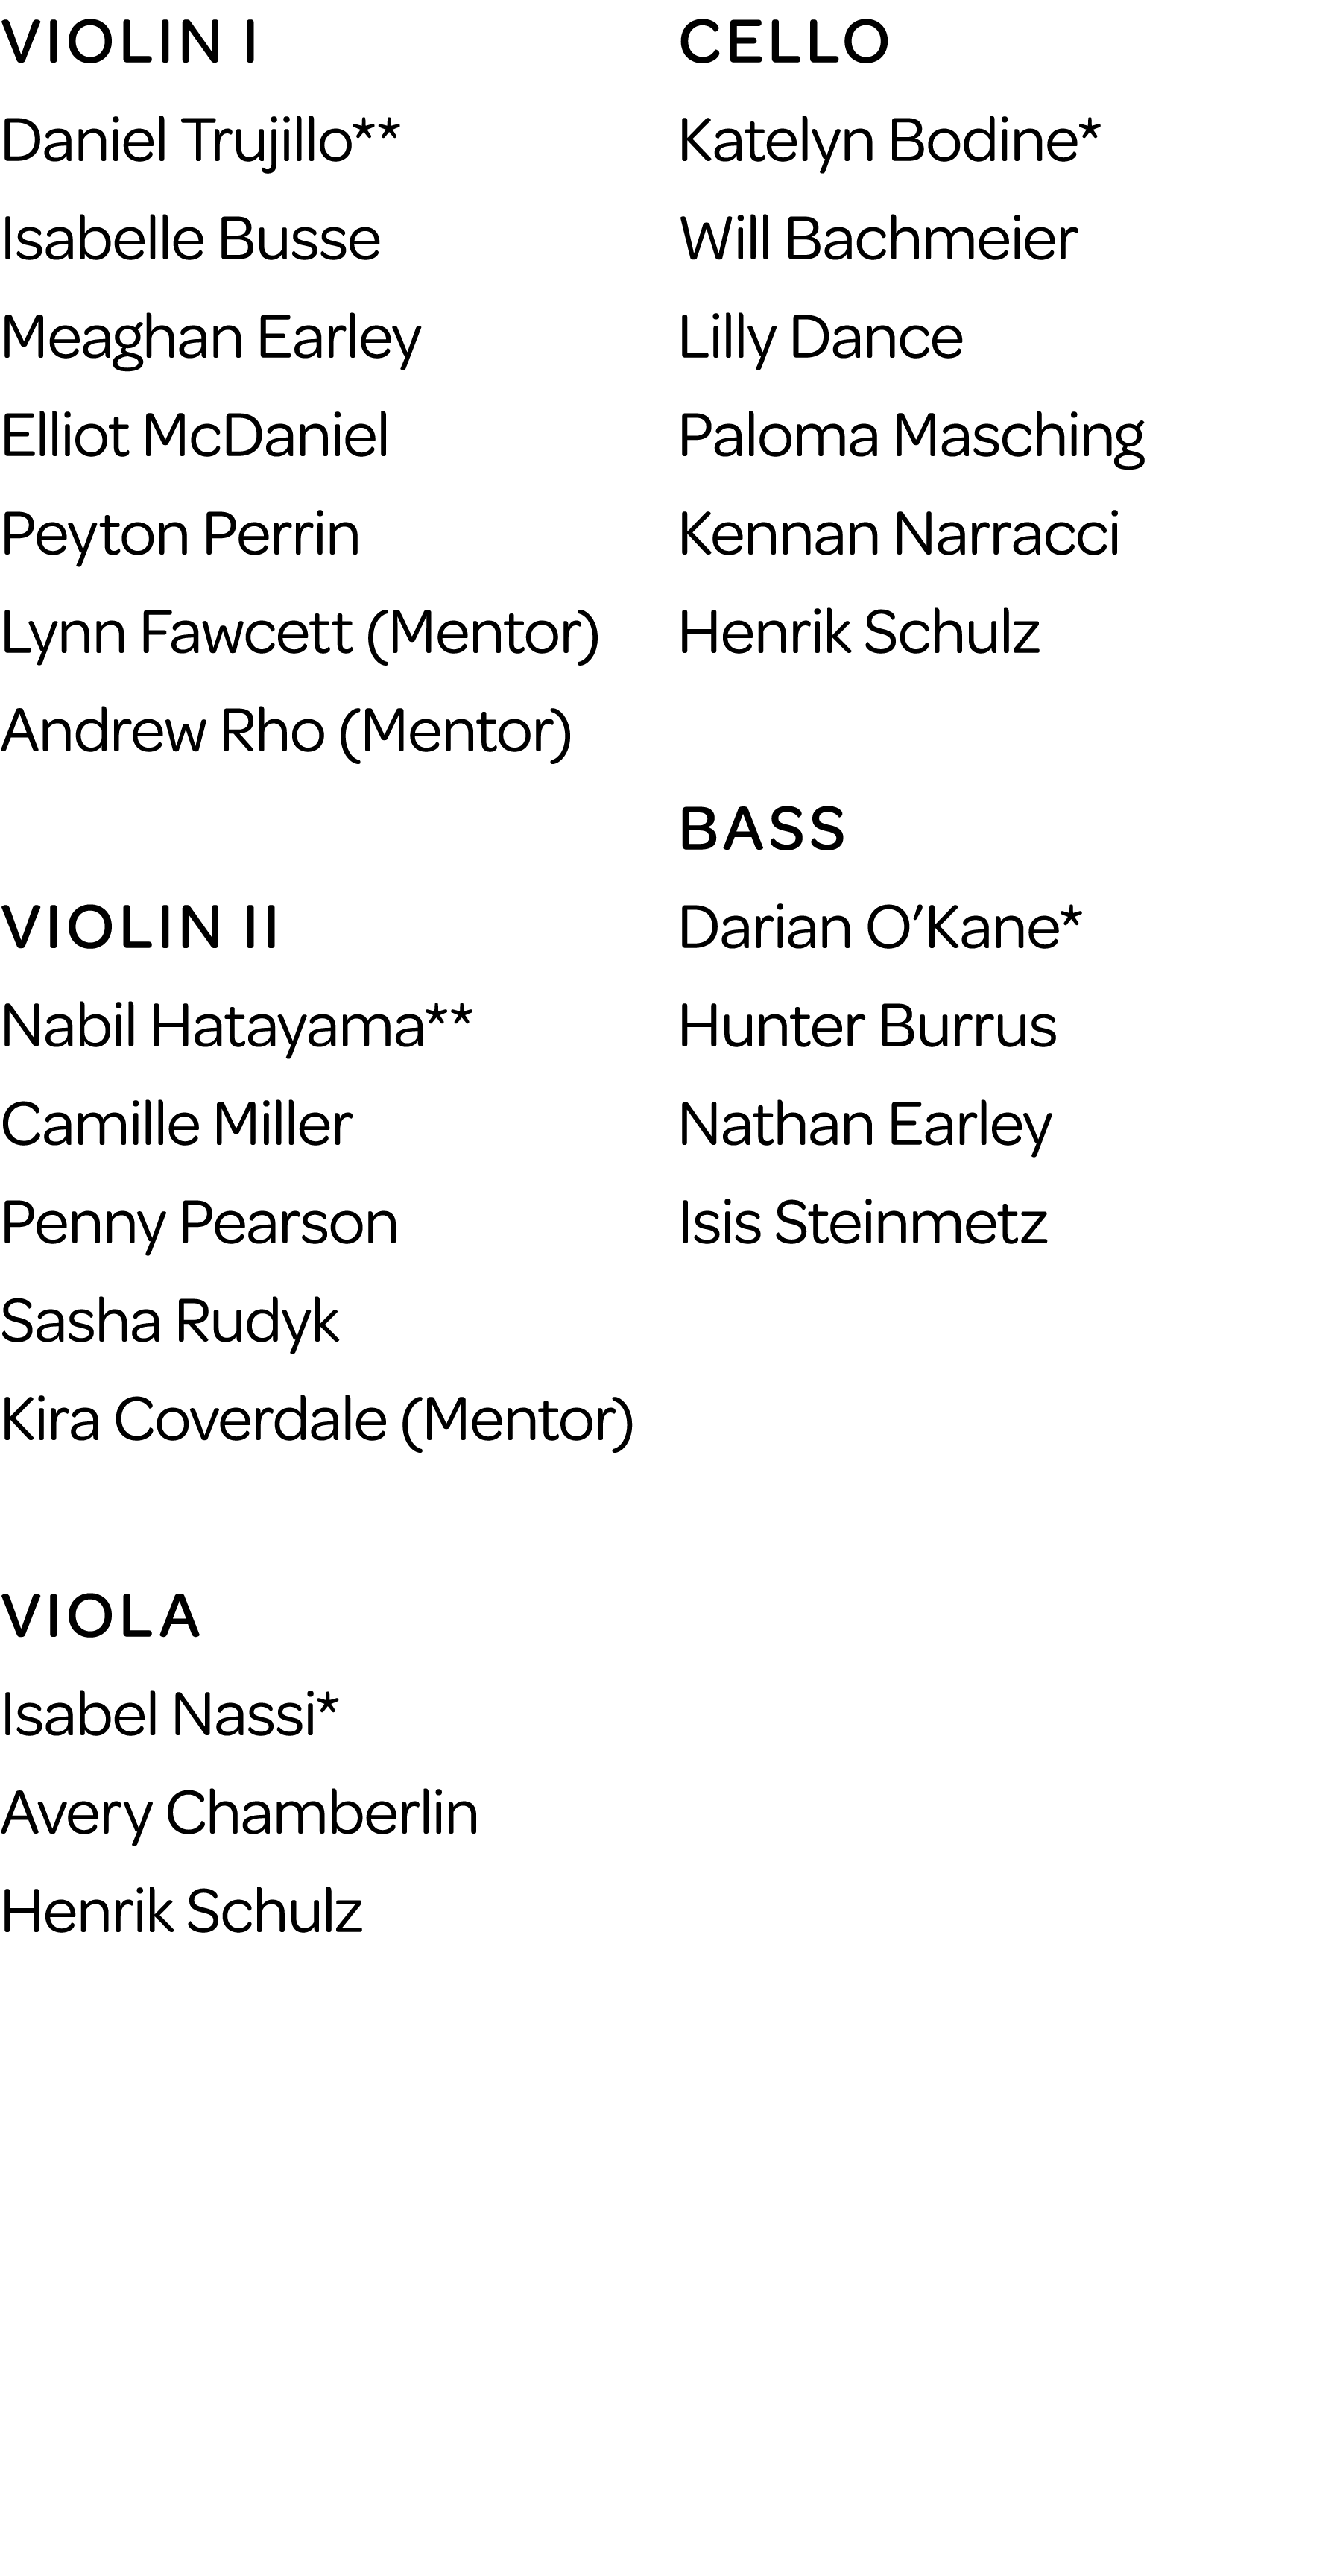 VIOLIN I
Daniel Trujillo**
Isabelle Busse
Meaghan Earley
Elliot McDaniel
Peyton Perrin
Lynn Fawcett (Mentor)
Andrew Rho (Mentor)
VIOLIN II
Nabil Hatayama**
Camille Miller
Penny Pearson
Sasha Rudyk
Kira Coverdale (Mentor)
VIOLA
Isabel Nassi*
Avery Chamberlin
Henrik Schulz
CELLO
Katelyn Bodine*
Will Bachmeier
Lilly Dance
Paloma Masching
Kennan Narracci
Henrik Schulz
BASS
Darian O’Kane*
Hunter Burrus
Nathan Earley
Isis Steinmetz